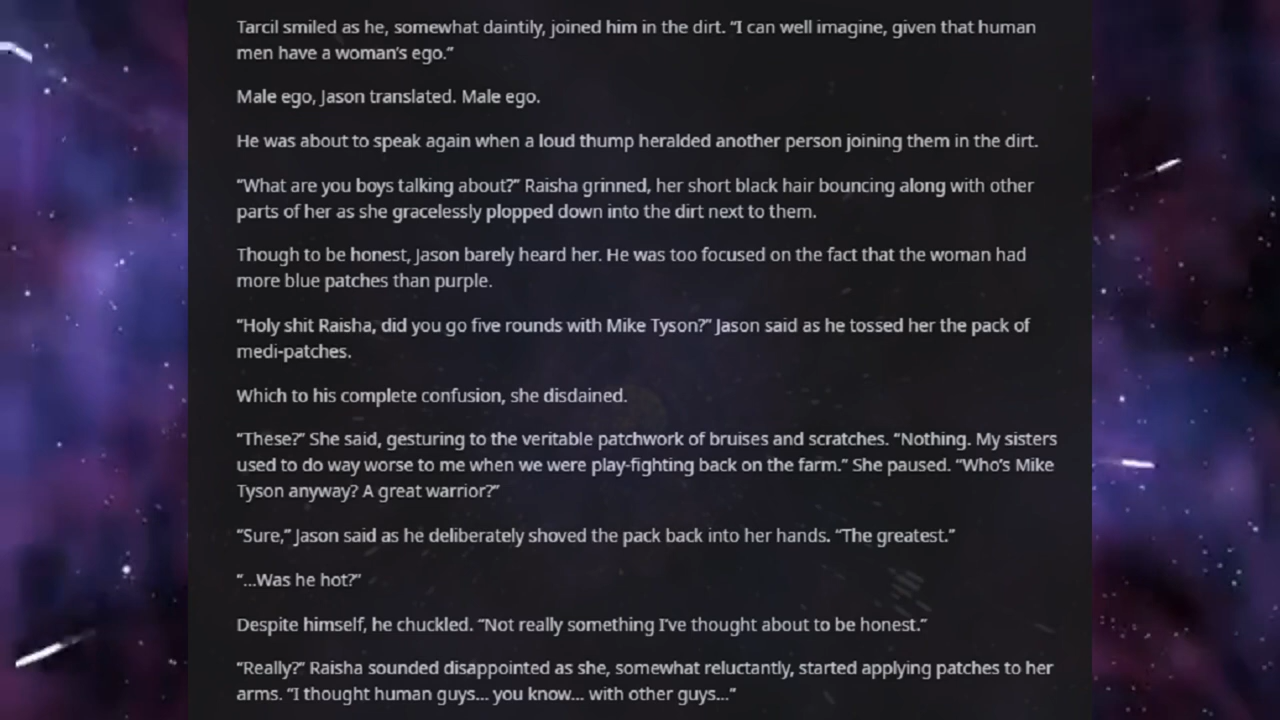 Tarcil smiled as he, somewhat daintily, joined him in the dirt. “I can well imagine, given that human
men have a woman’s ego.”
Male ego, Jason translated. Male ego.
He was about to speak again when a loud thump heralded another person joining them in the dirt.
“What are you boys talking about?” Raisha grinned, her short black hair bouncing along with other
parts of her as she gracelessly plopped down into the dirt next to them.
Though to be honest, Jason barely heard her. He was too focused on the fact that the woman had
more blue patches than purple.
“Holy shit Raisha, did you go five rounds with Mike Tyson?” Jason said as he tossed her the pack of
medi-patches.
Which to his complete confusion, she disdained.
“These?” She said, gesturing to the veritable patchwork of bruises and scratches. “Nothing. My sisters
used to do way worse to me when we were play-fighting back on the farm.” She paused. “Who’s Mike
Tyson anyway? A great warrior?”
“Sure,” Jason said as he deliberately shoved the pack back into her hands. “The greatest.”
“...Was he hot?”
Despite himself, he chuckled. “Not really something I’ve thought about to be honest.”
“Really?” Raisha sounded disappointed as she, somewhat reluctantly, started applying patches to her
arms. “I thought human guys... you know... with other guys...”